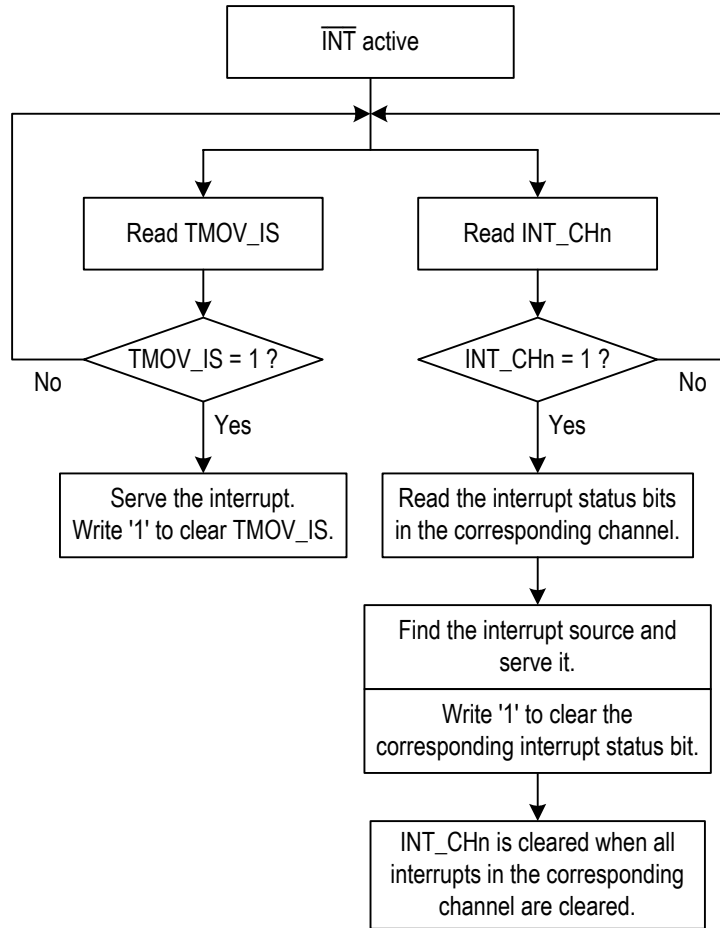 INT active
Read TMOV_IS
Read INT_CHn
TMOV_IS = 1 ?
INT_CHn = 1 ?
No
No
Yes
Yes
Serve the interrupt.
Write '1' to clear TMOV_IS.
Read the interrupt status bits
in the corresponding channel.
Find the interrupt source and
serve it.
Write '1' to clear the
corresponding interrupt status bit.
INT_CHn is cleared when all
interrupts in the corresponding
channel are cleared.